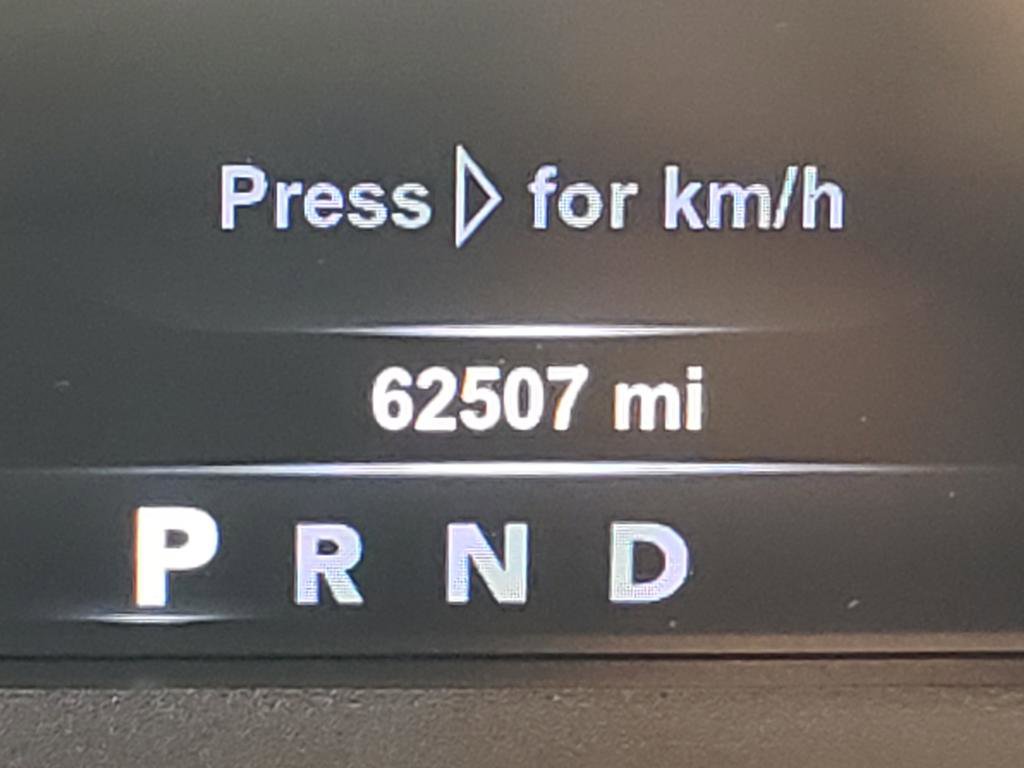 Press ▷ for km/h
62507 mi
P R N D